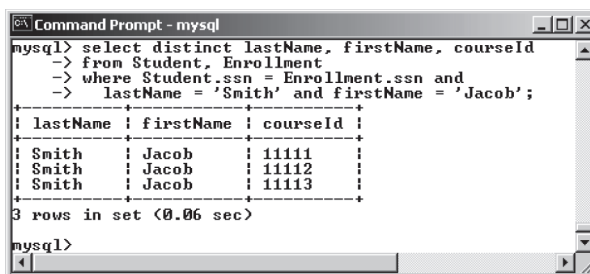 Command Prompt - mysql
mysql> select distinct lastName, firstName, courseId
    -> from Student, Enrollment
    -> where Student.ssn = Enrollment.ssn and
    ->   lastName = 'Smith' and firstName = 'Jacob';
+----------+-----------+----------+
| lastName | firstName | courseId |
+----------+-----------+----------+
| Smith    | Jacob     | 11111    |
| Smith    | Jacob     | 11112    |
| Smith    | Jacob     | 11113    |
+----------+-----------+----------+
3 rows in set (0.06 sec)
mysql>